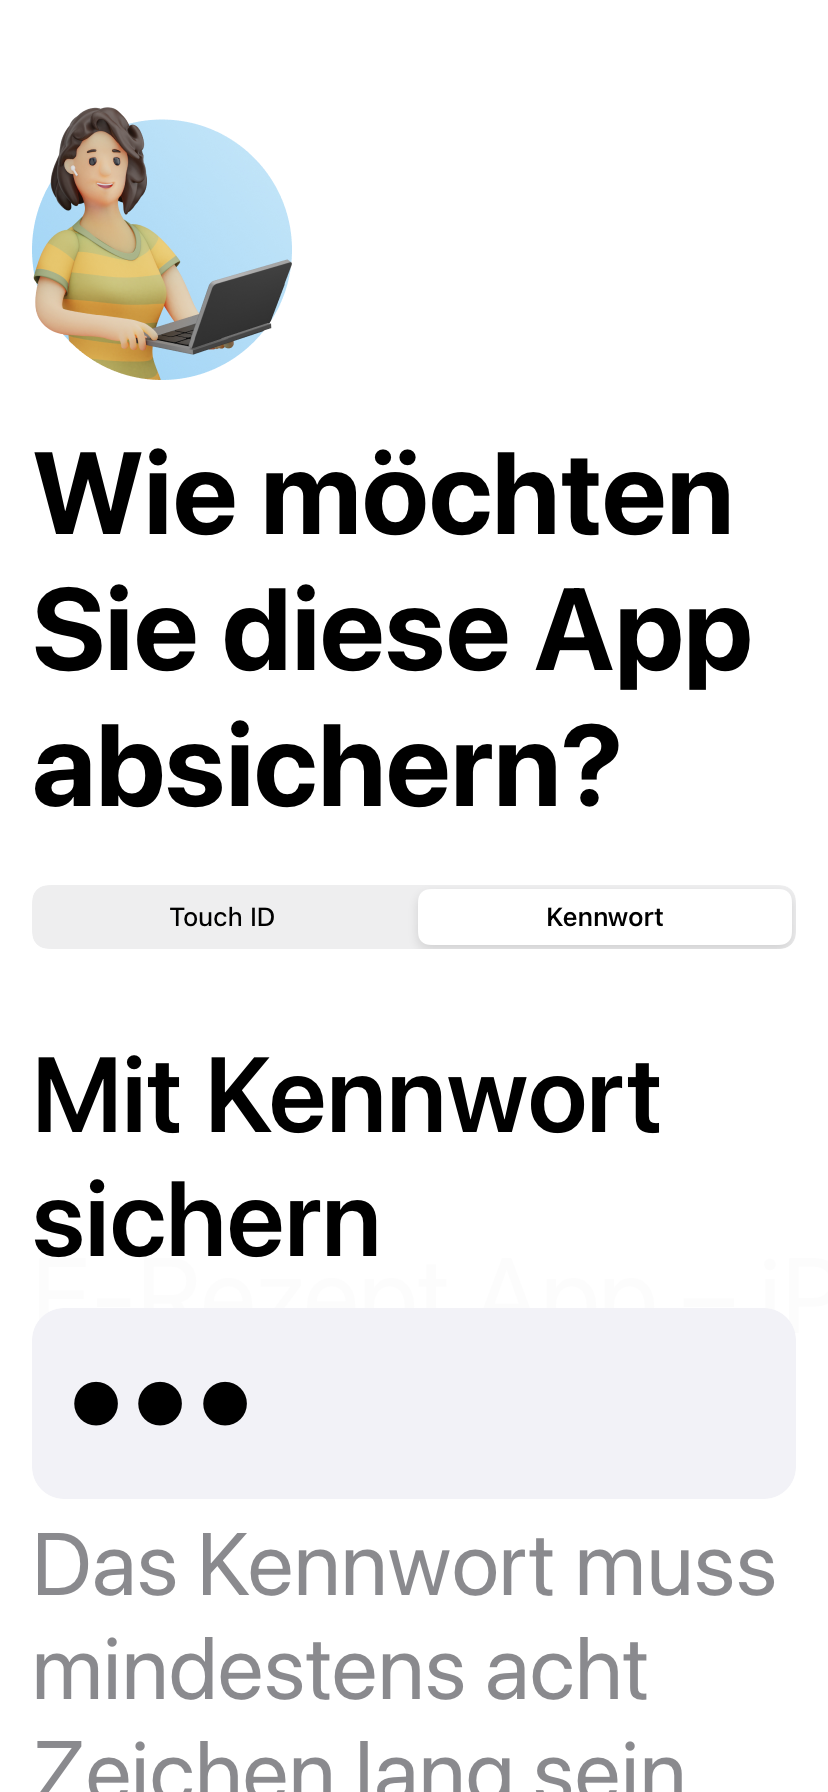 Wie möchten
Sie diese App
absichern?
Touch ID
Kennwort
Mit Kennwort
sichern
E-Rezept App – iP
●●●
Das Kennwort muss
mindestens acht
Zeichen lang sein